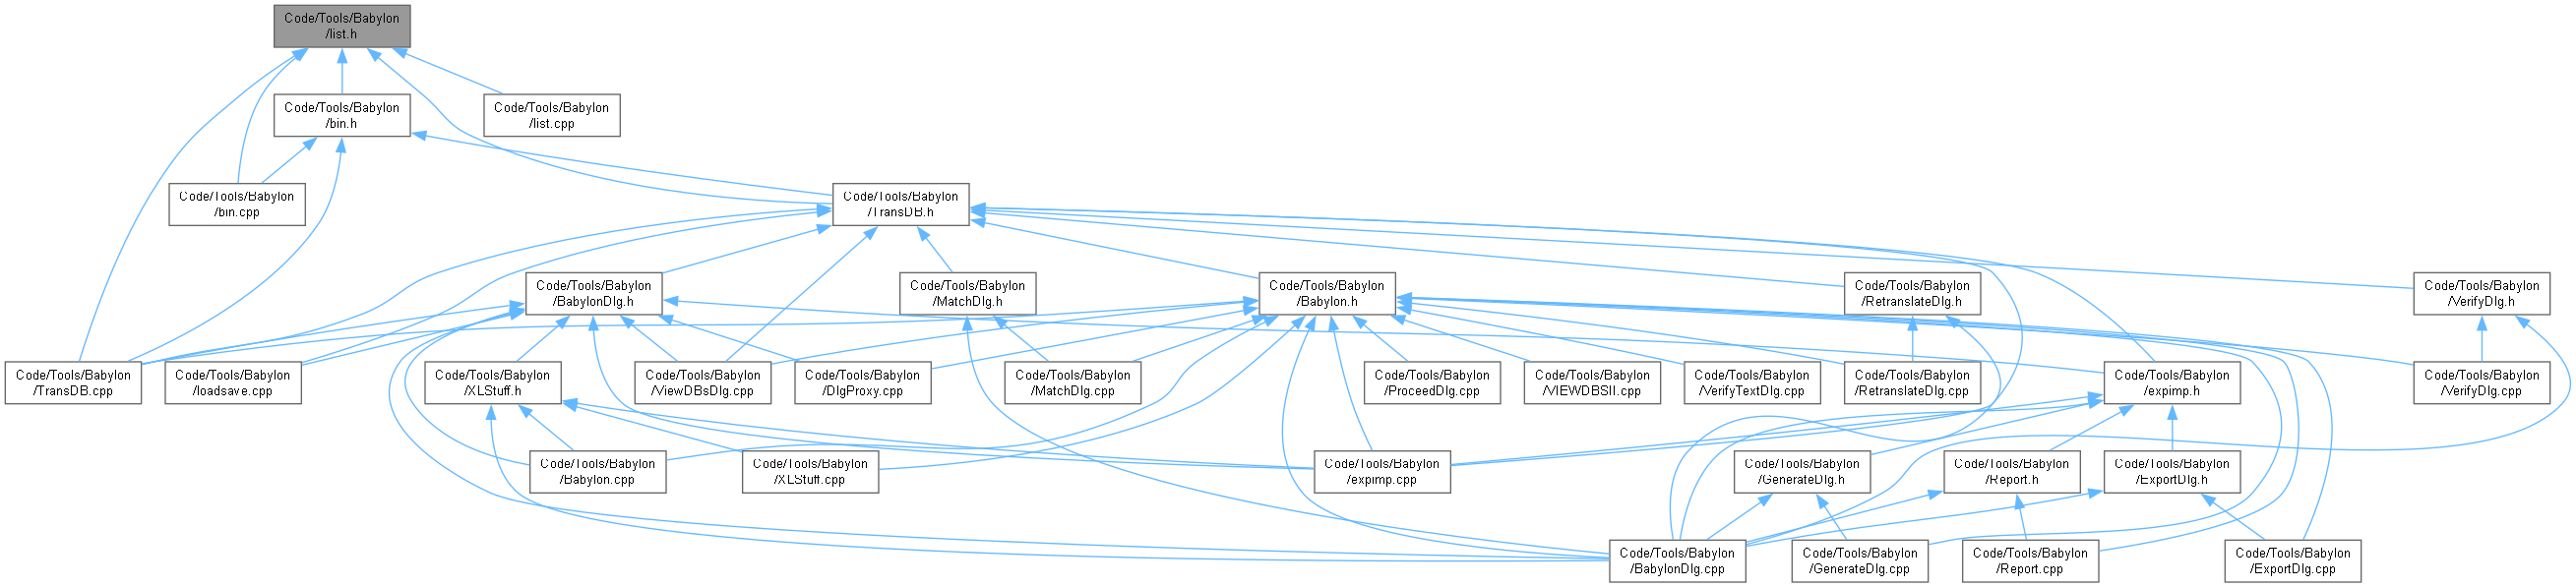 Code/Tools/Babylon
/list.h
Code/Tools/Babylon
/bin.h
Code/Tools/Babylon
/list.cpp
Code/Tools/Babylon
/bin.cpp
Code/Tools/Babylon
/TransDB.h
Code/Tools/Babylon
/BabylonDlg.h
Code/Tools/Babylon
/MatchDlg.h
Code/Tools/Babylon
/Babylon.h
Code/Tools/Babylon
/RetranslateDlg.h
Code/Tools/Babylon
/VerifyDlg.h
Code/Tools/Babylon
/TransDB.cpp
Code/Tools/Babylon
/loadsave.cpp
Code/Tools/Babylon
/XLStuff.h
Code/Tools/Babylon
/ViewDBsDlg.cpp
Code/Tools/Babylon
/DlgProxy.cpp
Code/Tools/Babylon
/MatchDlg.cpp
Code/Tools/Babylon
/ProceedDlg.cpp
Code/Tools/Babylon
/VIEWDBSII.cpp
Code/Tools/Babylon
/VerifyTextDlg.cpp
Code/Tools/Babylon
/RetranslateDlg.cpp
Code/Tools/Babylon
/expimp.h
Code/Tools/Babylon
/VerifyDlg.cpp
Code/Tools/Babylon
/Babylon.cpp
Code/Tools/Babylon
/XLStuff.cpp
Code/Tools/Babylon
/expimp.cpp
Code/Tools/Babylon
/GenerateDlg.h
Code/Tools/Babylon
/Report.h
Code/Tools/Babylon
/ExportDlg.h
Code/Tools/Babylon
/BabylonDlg.cpp
Code/Tools/Babylon
/GenerateDlg.cpp
Code/Tools/Babylon
/Report.cpp
Code/Tools/Babylon
/ExportDlg.cpp